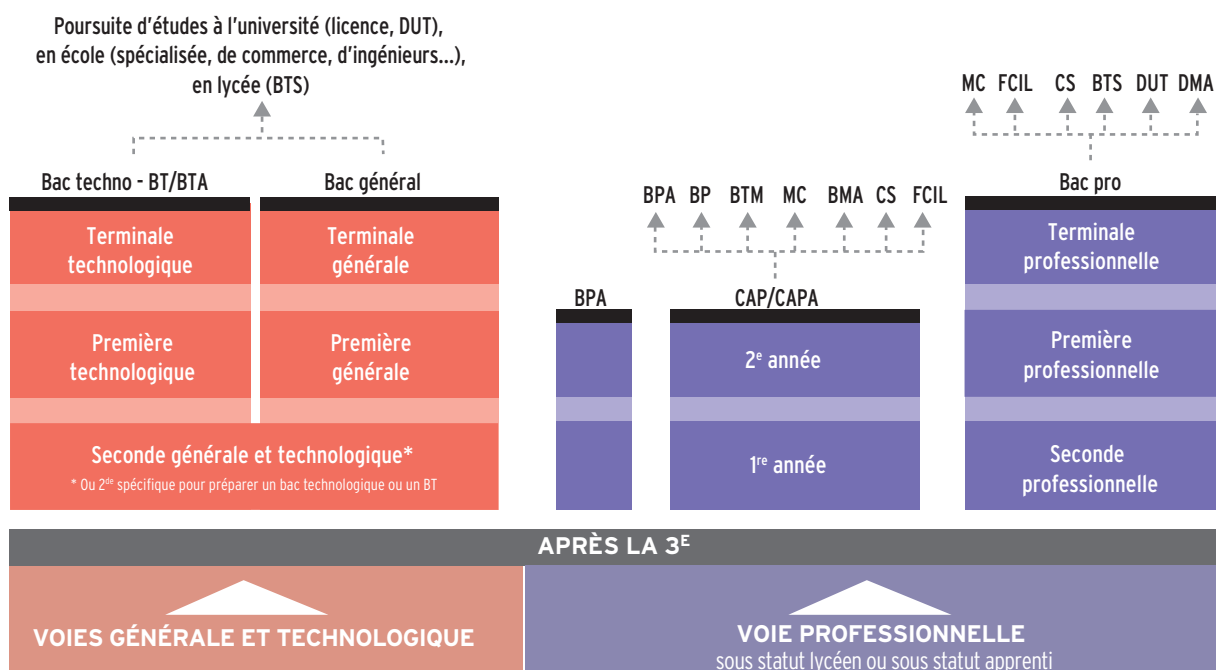 Poursuite d'études à l'université (licence, DUT),
en école (spécialisée, de commerce, d'ingénieurs...),
en lycée (BTS)
Bac techno - BT/BTA
Bac général
Terminale
technologique
Terminale
générale
Première
technologique
Première
générale
Seconde générale et technologique*
* Ou 2de spécifique pour préparer un bac technologique ou un BT
BPA
BPA BP BTM MC BMA CS FCIL
CAP/CAPA
2e année
1re année
MC FCIL CS BTS DUT DMA
Bac pro
Terminale
professionnelle
Première
professionnelle
Seconde
professionnelle
APRÈS LA 3E
VOIES GÉNÉRALE ET TECHNOLOGIQUE
VOIE PROFESSIONNELLE
sous statut lycéen ou sous statut apprenti